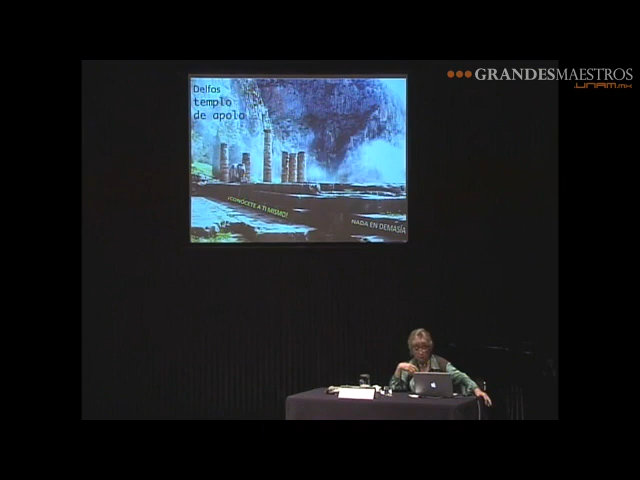 GRANDESMAESTROS
.UNAM.MX
Delfos
templo
de apolo
¡CONÓCETE A TI MISMO!
NADA EN DEMASÍA